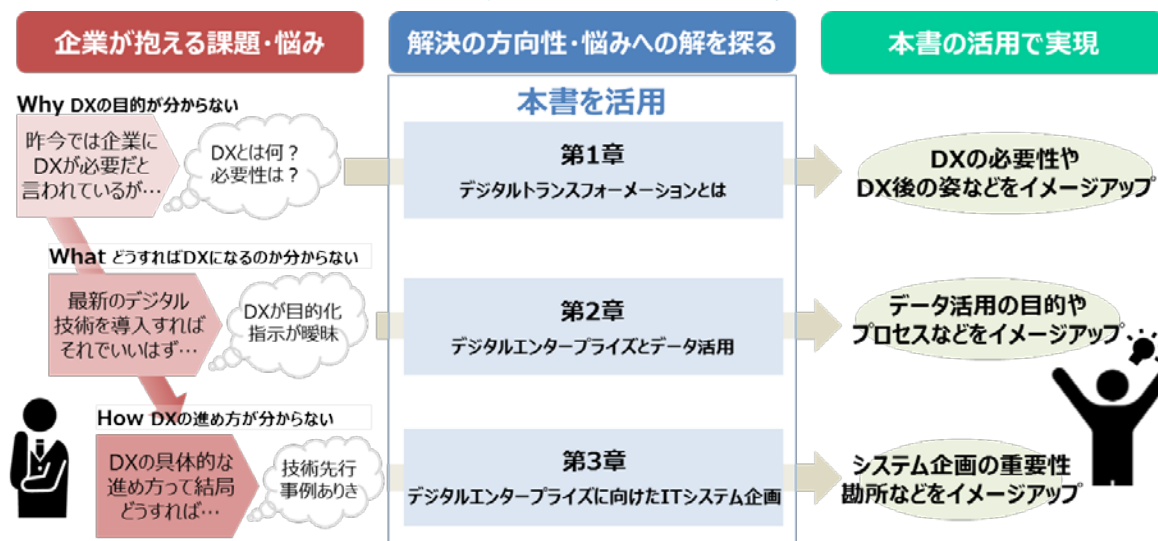 企業が抱える課題・悩み
解決の方向性・悩みへの解を探る
本書の活用で実現
Why DXの目的が分からない
昨今では企業に
DXが必要だと
言われているが…
DXとは何？
必要性は？
本書を活用
第1章
デジタルトランスフォーメーションとは
DXの必要性や
DX後の姿などをイメージアップ
What どうすればDXになるのか分からない
最新のデジタル
技術を導入すれば
それでいいはず…
DXが目的化
指示が曖昧
第2章
デジタルエンタープライズとデータ活用
データ活用の目的や
プロセスなどをイメージアップ
How DXの進め方が分からない
DXの具体的な
進め方って結局
どうすれば…
技術先行
事例ありき
第3章
デジタルエンタープライズに向けたITシステム企画
システム企画の重要性
勘所などをイメージアップ